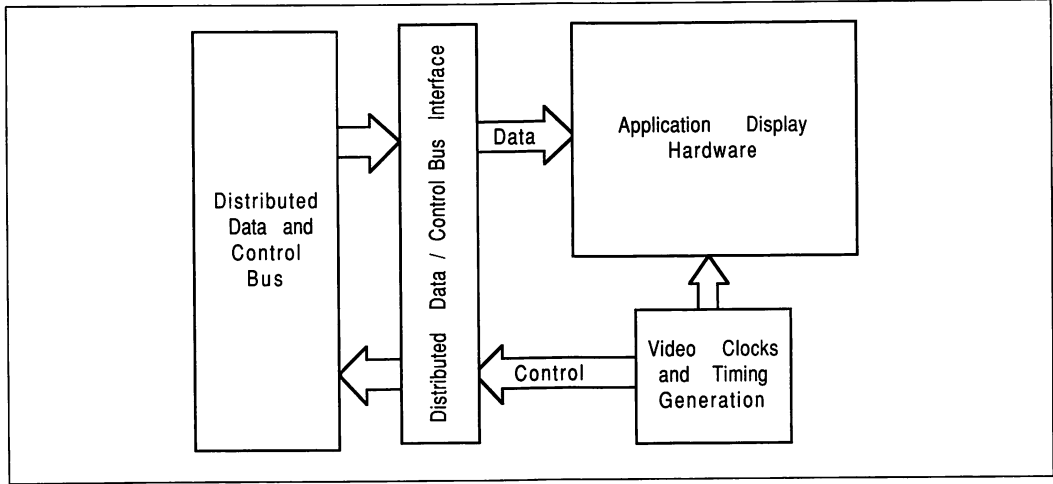 Distributed
Data and
Control
Bus
Distributed Data / Control Bus Interface
Data
Application Display
Hardware
Control
Video Clocks
and Timing
Generation